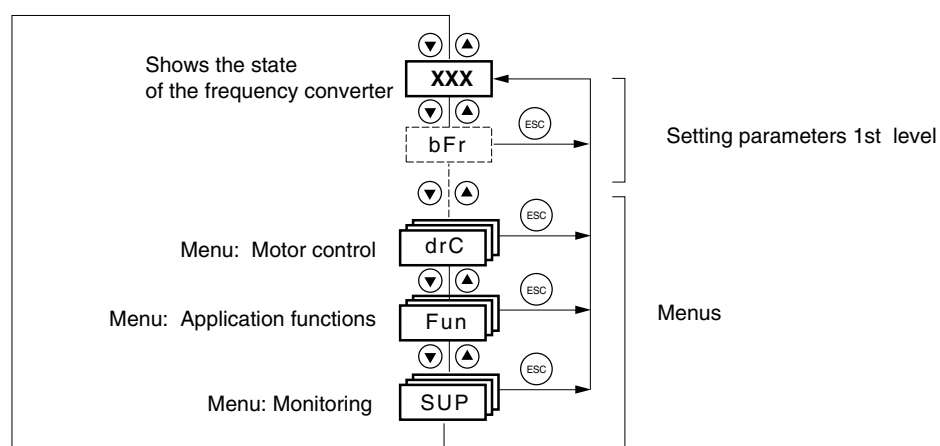 Shows the state
of the frequency converter
XXX
ESC
bFr
Setting parameters 1st level
ESC
Menu: Motor control
drC
ESC
Menu: Application functions
Fun
Menus
ESC
Menu: Monitoring
SUP